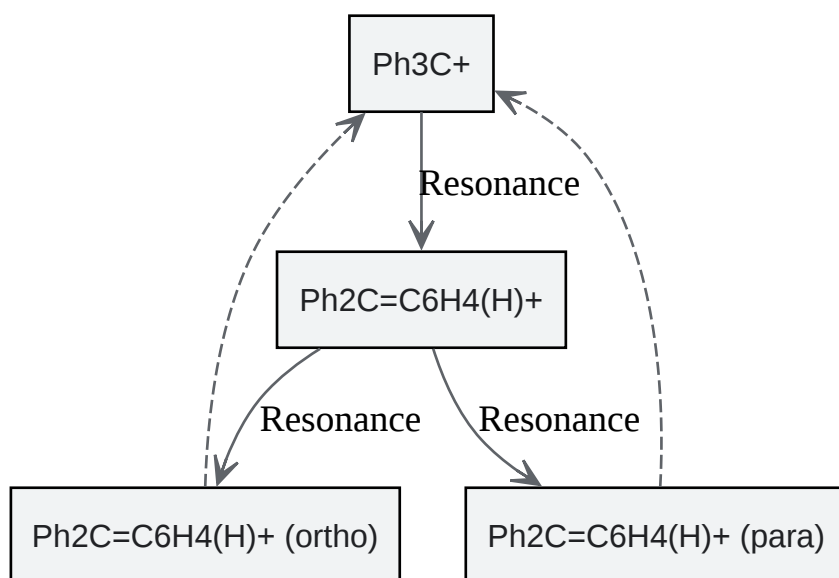 Ph3C+
Resonance
Ph2C=C6H4(H)+
Resonance
Resonance
Ph2C=C6H4(H)+ (ortho)
Ph2C=C6H4(H)+ (para)